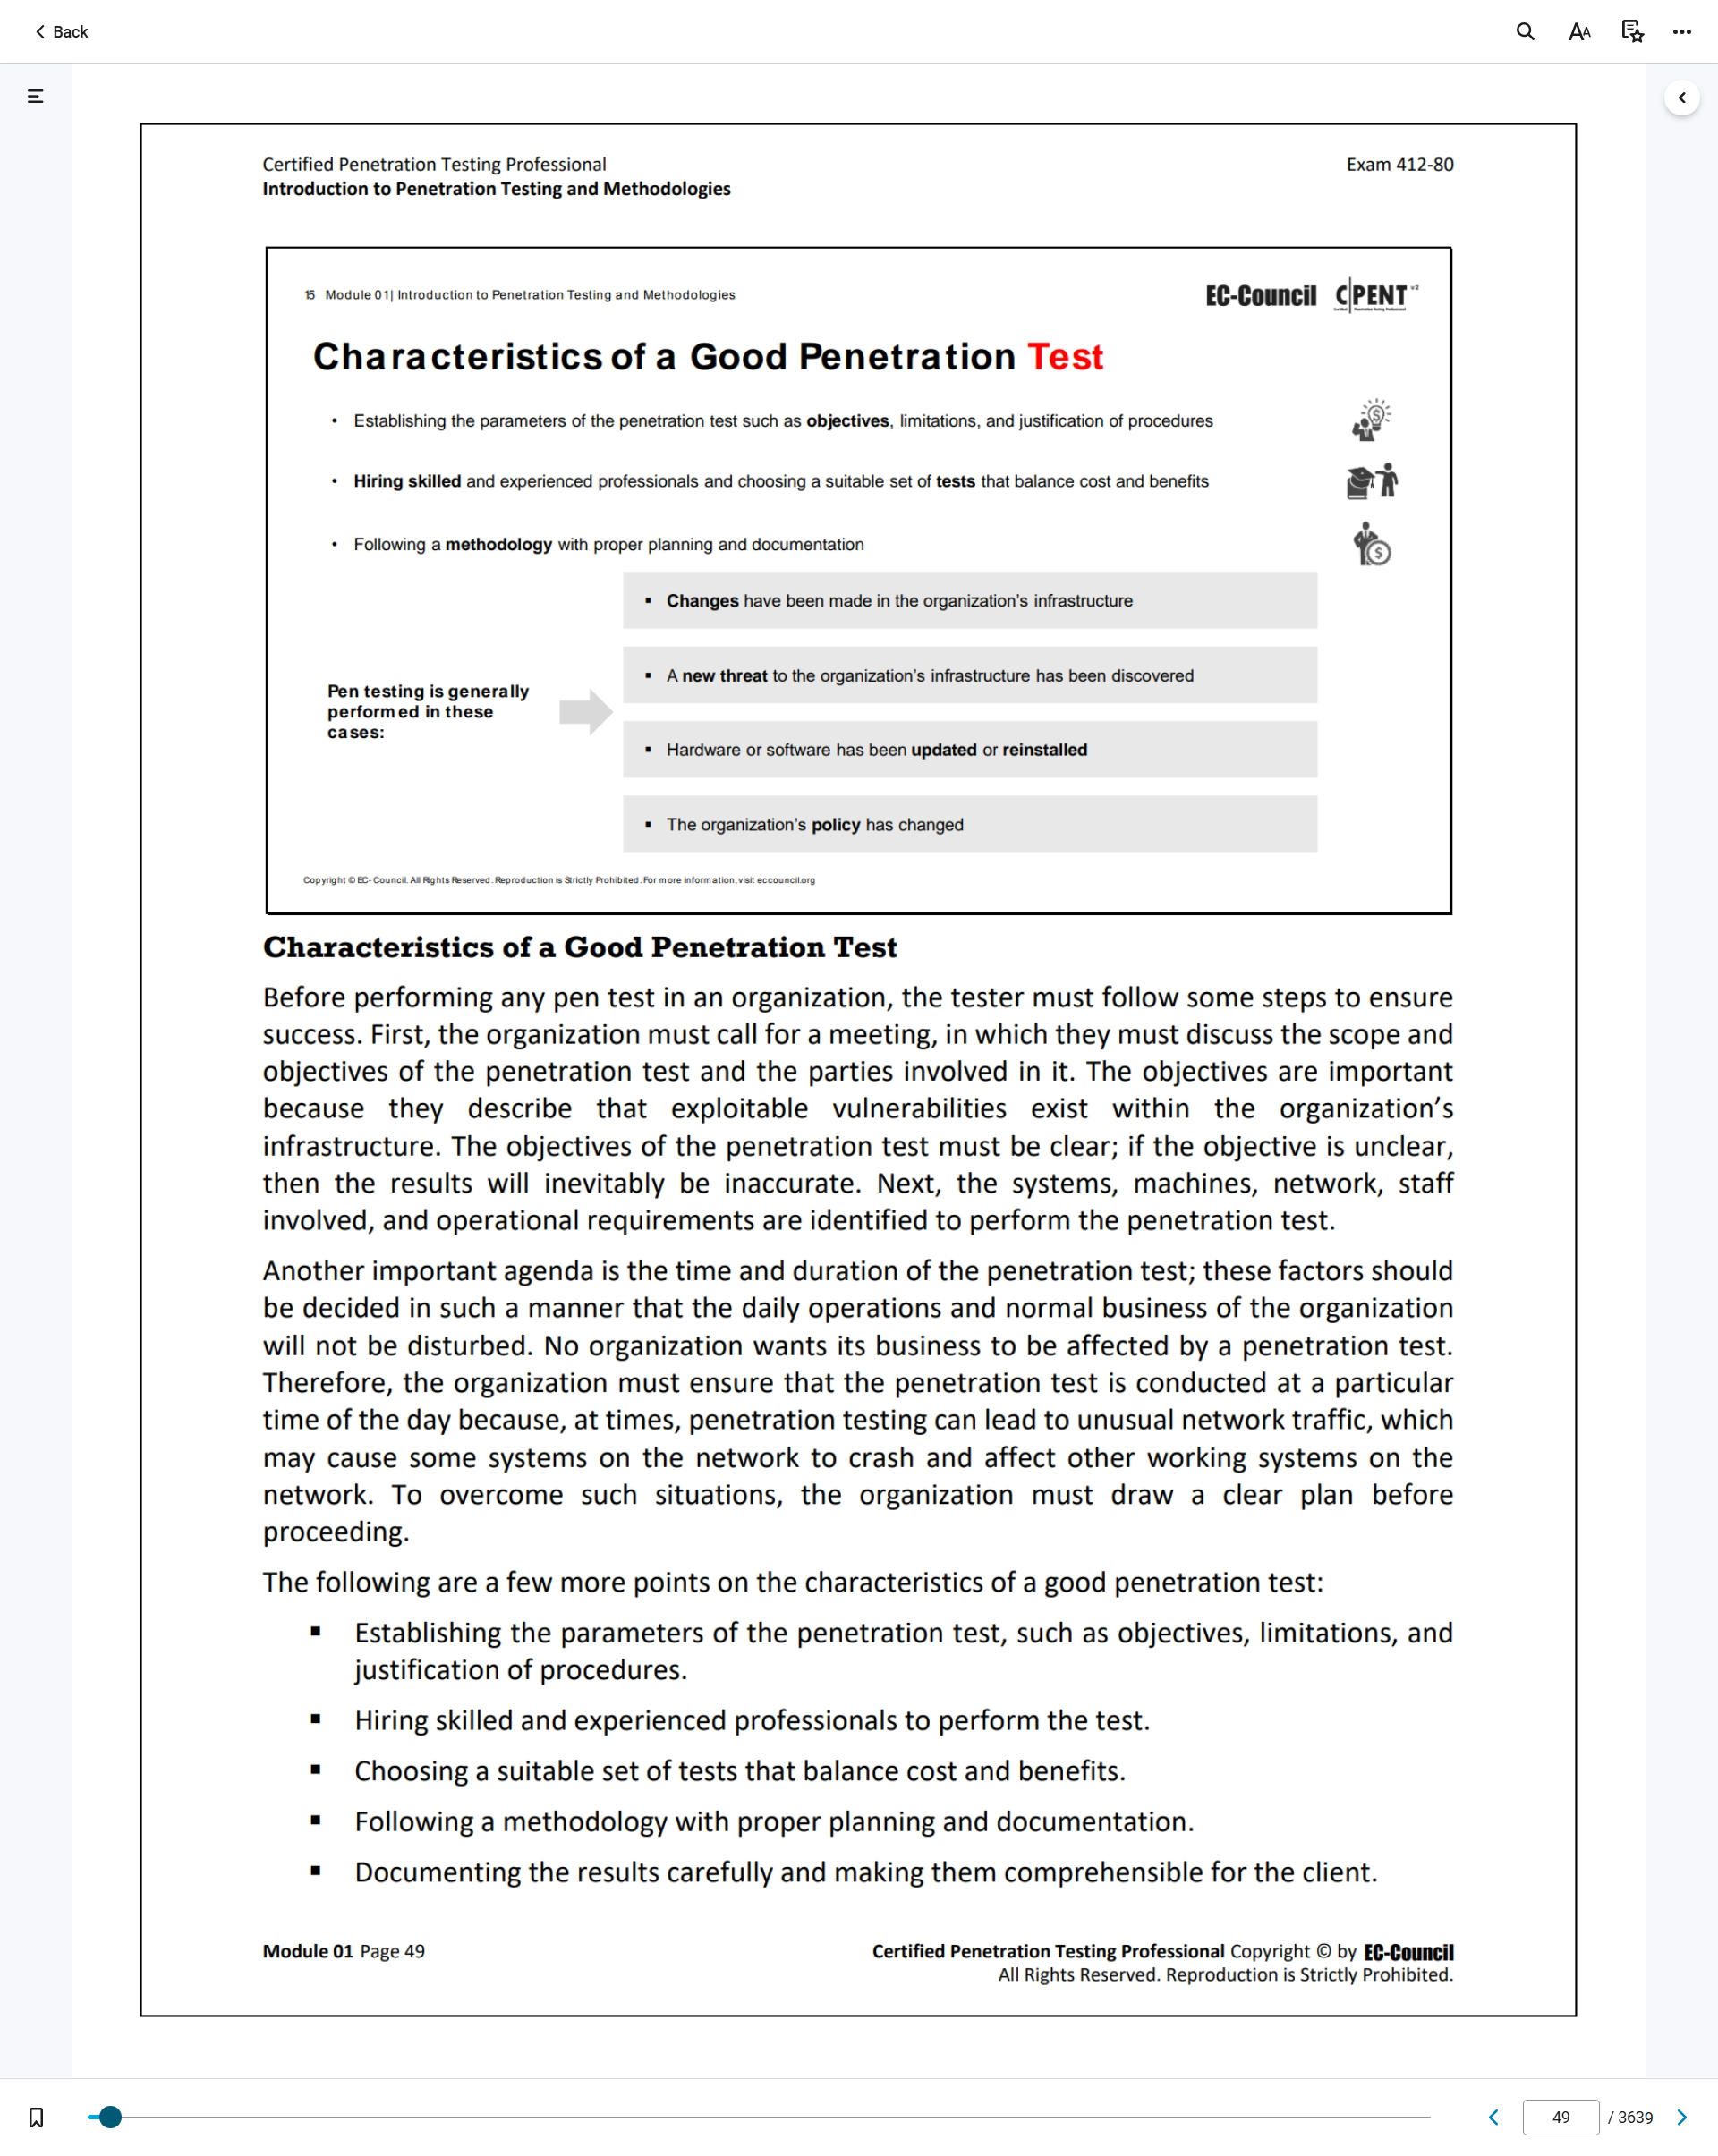 Back
Certified Penetration Testing Professional
Exam 412-80
Introduction to Penetration Testing and Methodologies
15 Module 01| Introduction to Penetration Testing and Methodologies
EC-Council C|PENT v2
Characteristics of a Good Penetration Test
• Establishing the parameters of the penetration test such as objectives, limitations, and justification of procedures
• Hiring skilled and experienced professionals and choosing a suitable set of tests that balance cost and benefits
• Following a methodology with proper planning and documentation
Pen testing is generally
performed in these
cases:
▪ Changes have been made in the organization’s infrastructure
▪ A new threat to the organization’s infrastructure has been discovered
▪ Hardware or software has been updated or reinstalled
▪ The organization’s policy has changed
Copyright © EC- Council. All Rights Reserved. Reproduction is Strictly Prohibited. For more information, visit eccouncil.org
Characteristics of a Good Penetration Test
Before performing any pen test in an organization, the tester must follow some steps to ensure
success. First, the organization must call for a meeting, in which they must discuss the scope and
objectives of the penetration test and the parties involved in it. The objectives are important
because they describe that exploitable vulnerabilities exist within the organization’s
infrastructure. The objectives of the penetration test must be clear; if the objective is unclear,
then the results will inevitably be inaccurate. Next, the systems, machines, network, staff
involved, and operational requirements are identified to perform the penetration test.
Another important agenda is the time and duration of the penetration test; these factors should
be decided in such a manner that the daily operations and normal business of the organization
will not be disturbed. No organization wants its business to be affected by a penetration test.
Therefore, the organization must ensure that the penetration test is conducted at a particular
time of the day because, at times, penetration testing can lead to unusual network traffic, which
may cause some systems on the network to crash and affect other working systems on the
network. To overcome such situations, the organization must draw a clear plan before
proceeding.
The following are a few more points on the characteristics of a good penetration test:
▪ Establishing the parameters of the penetration test, such as objectives, limitations, and
justification of procedures.
▪ Hiring skilled and experienced professionals to perform the test.
▪ Choosing a suitable set of tests that balance cost and benefits.
▪ Following a methodology with proper planning and documentation.
▪ Documenting the results carefully and making them comprehensible for the client.
Module 01 Page 49
Certified Penetration Testing Professional Copyright © by EC-Council
All Rights Reserved. Reproduction is Strictly Prohibited.
49 / 3639